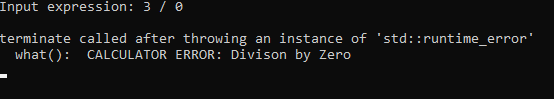 Input expression: 3 / 0
terminate called after throwing an instance of 'std::runtime_error'
  what():  CALCULATOR ERROR: Divison by Zero